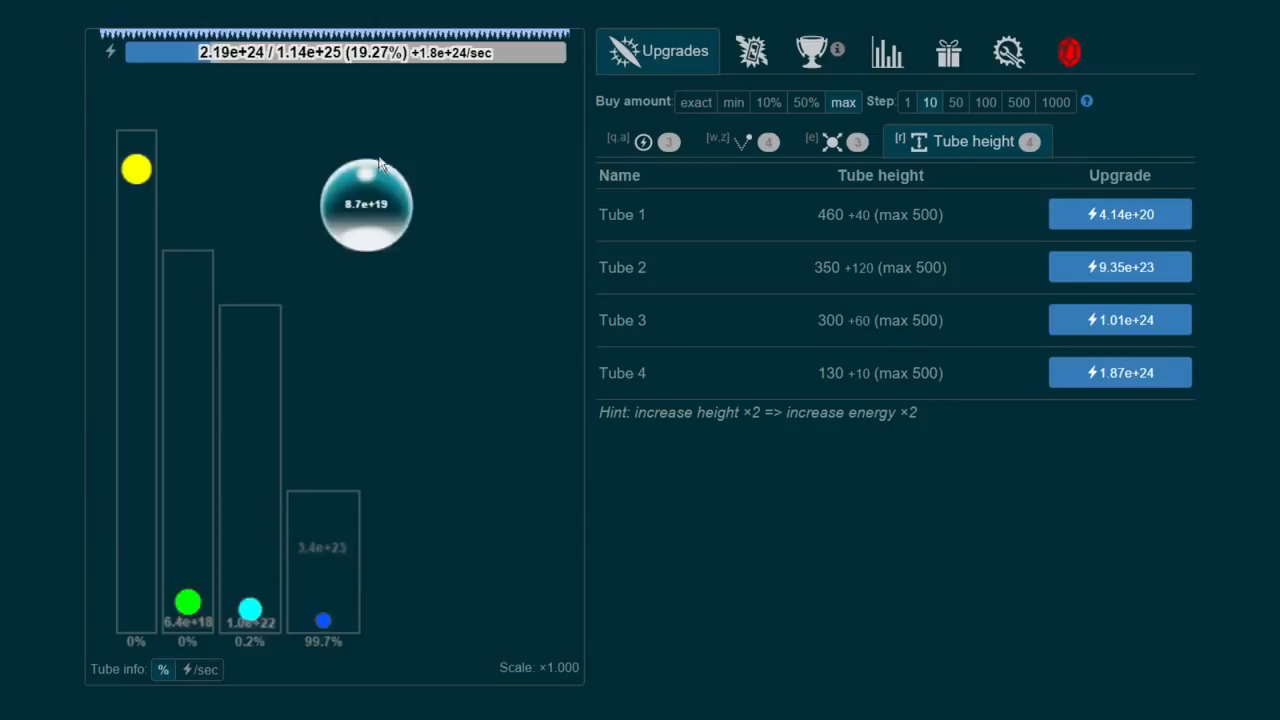 2.19e+24 / 1.14e+25 (19.27%) +1.8e+24/sec
8.7e+19
3.4e+23
6.4e+18
0% 0% 0.2% 99.7%
Tube info: % /sec Scale: ×1.000
Upgrades
Buy amount: exact min 10% 50% max Step: 1 10 50 100 500 1000 ?
[q,a] 3 [w,z] 4 [e] 3 [r] Tube height 4
Name Tube height Upgrade
Tube 1 460 +40 (max 500) 4.14e+20
Tube 2 350 +120 (max 500) 9.35e+23
Tube 3 300 +60 (max 500) 1.01e+24
Tube 4 130 +10 (max 500) 1.87e+24
Hint: increase height ×2 => increase energy ×2